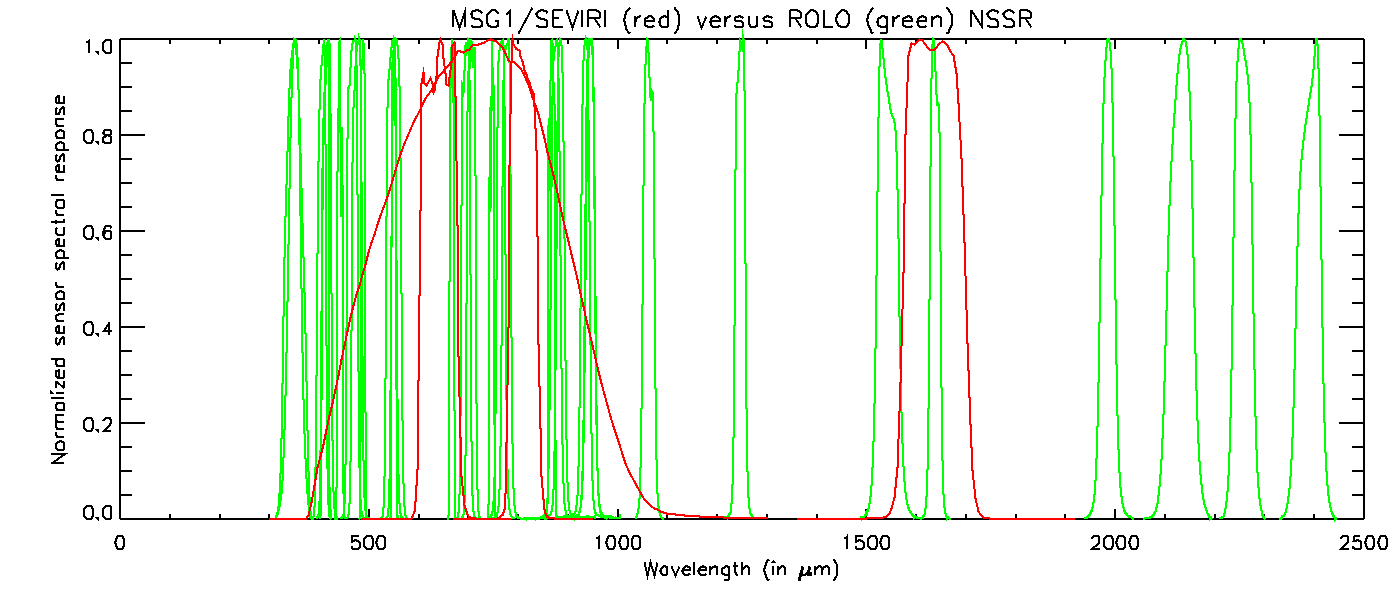 MSG1/SEVIRI (red) versus ROLO (green) NSSR
Normalized sensor spectral response
1.0
0.8
0.6
0.4
0.2
0.0
0 500 1000 1500 2000 2500
Wavelength (in μm)